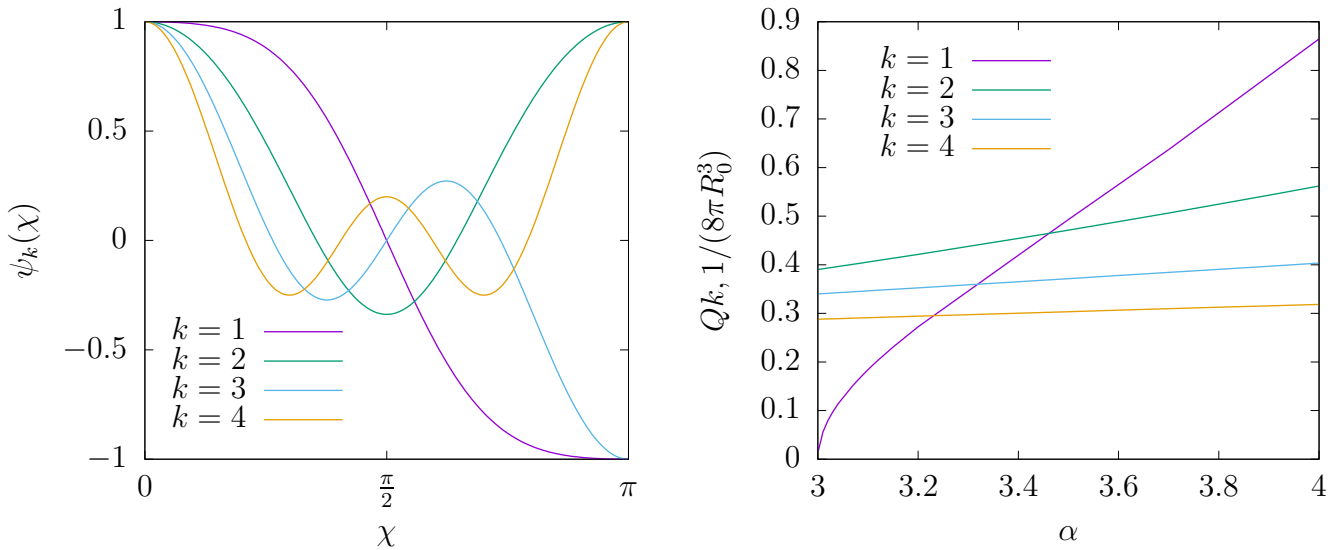 1
0.5
0
−0.5
−1
ψₖ(χ)
k = 1
k = 2
k = 3
k = 4
0
π/2
π
χ
0.9
0.8
0.7
0.6
0.5
0.4
0.3
0.2
0.1
0
Qk, 1/(8πR₀³)
k = 1
k = 2
k = 3
k = 4
3
3.2
3.4
3.6
3.8
4
α